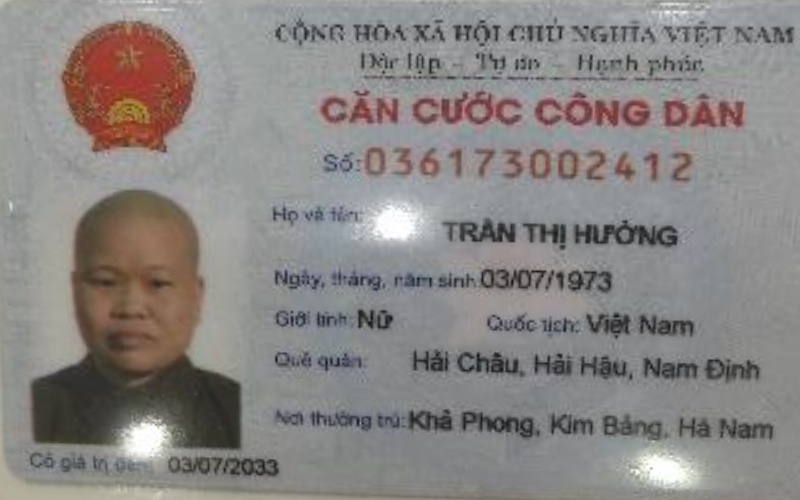 CỘNG HÒA XÃ HỘI CHỦ NGHĨA VIỆT NAM
Độc lập - Tự do - Hạnh phúc
CĂN CƯỚC CÔNG DÂN
Số: 036173002412
Họ và tên:
TRẦN THỊ HƯỜNG
Ngày, tháng, năm sinh: 03/07/1973
Giới tính: Nữ Quốc tịch: Việt Nam
Quê quán: Hải Châu, Hải Hậu, Nam Định
Nơi thường trú: Khả Phong, Kim Bảng, Hà Nam
Có giá trị đến: 03/07/2033